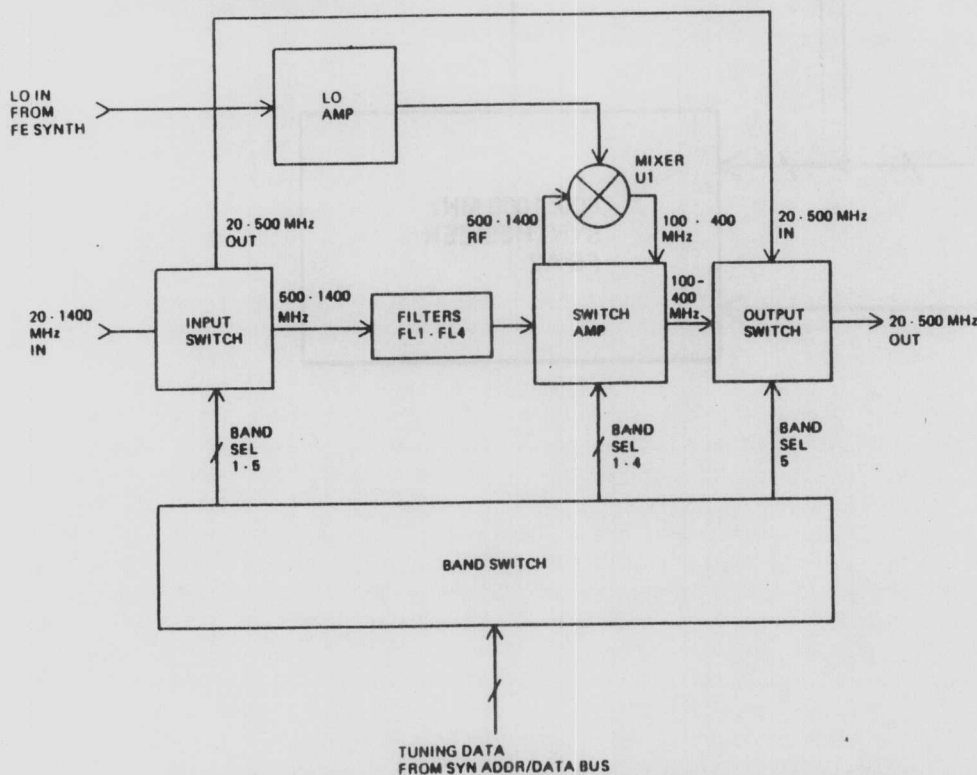 LO IN
FROM
FE SYNTH
LO
AMP
MIXER
U1
20 - 500 MHz
OUT
500 - 1400
RF
100 - 400
MHz
20 - 500 MHz
IN
20 - 1400
MHz
IN
INPUT
SWITCH
500 - 1400
MHz
FILTERS
FL1 - FL4
SWITCH
AMP
100 -
400
MHz
OUTPUT
SWITCH
20 - 500 MHz
OUT
BAND
SEL
1 - 5
BAND
SEL
1 - 4
BAND
SEL
5
BAND SWITCH
TUNING DATA
FROM SYN ADDR/DATA BUS